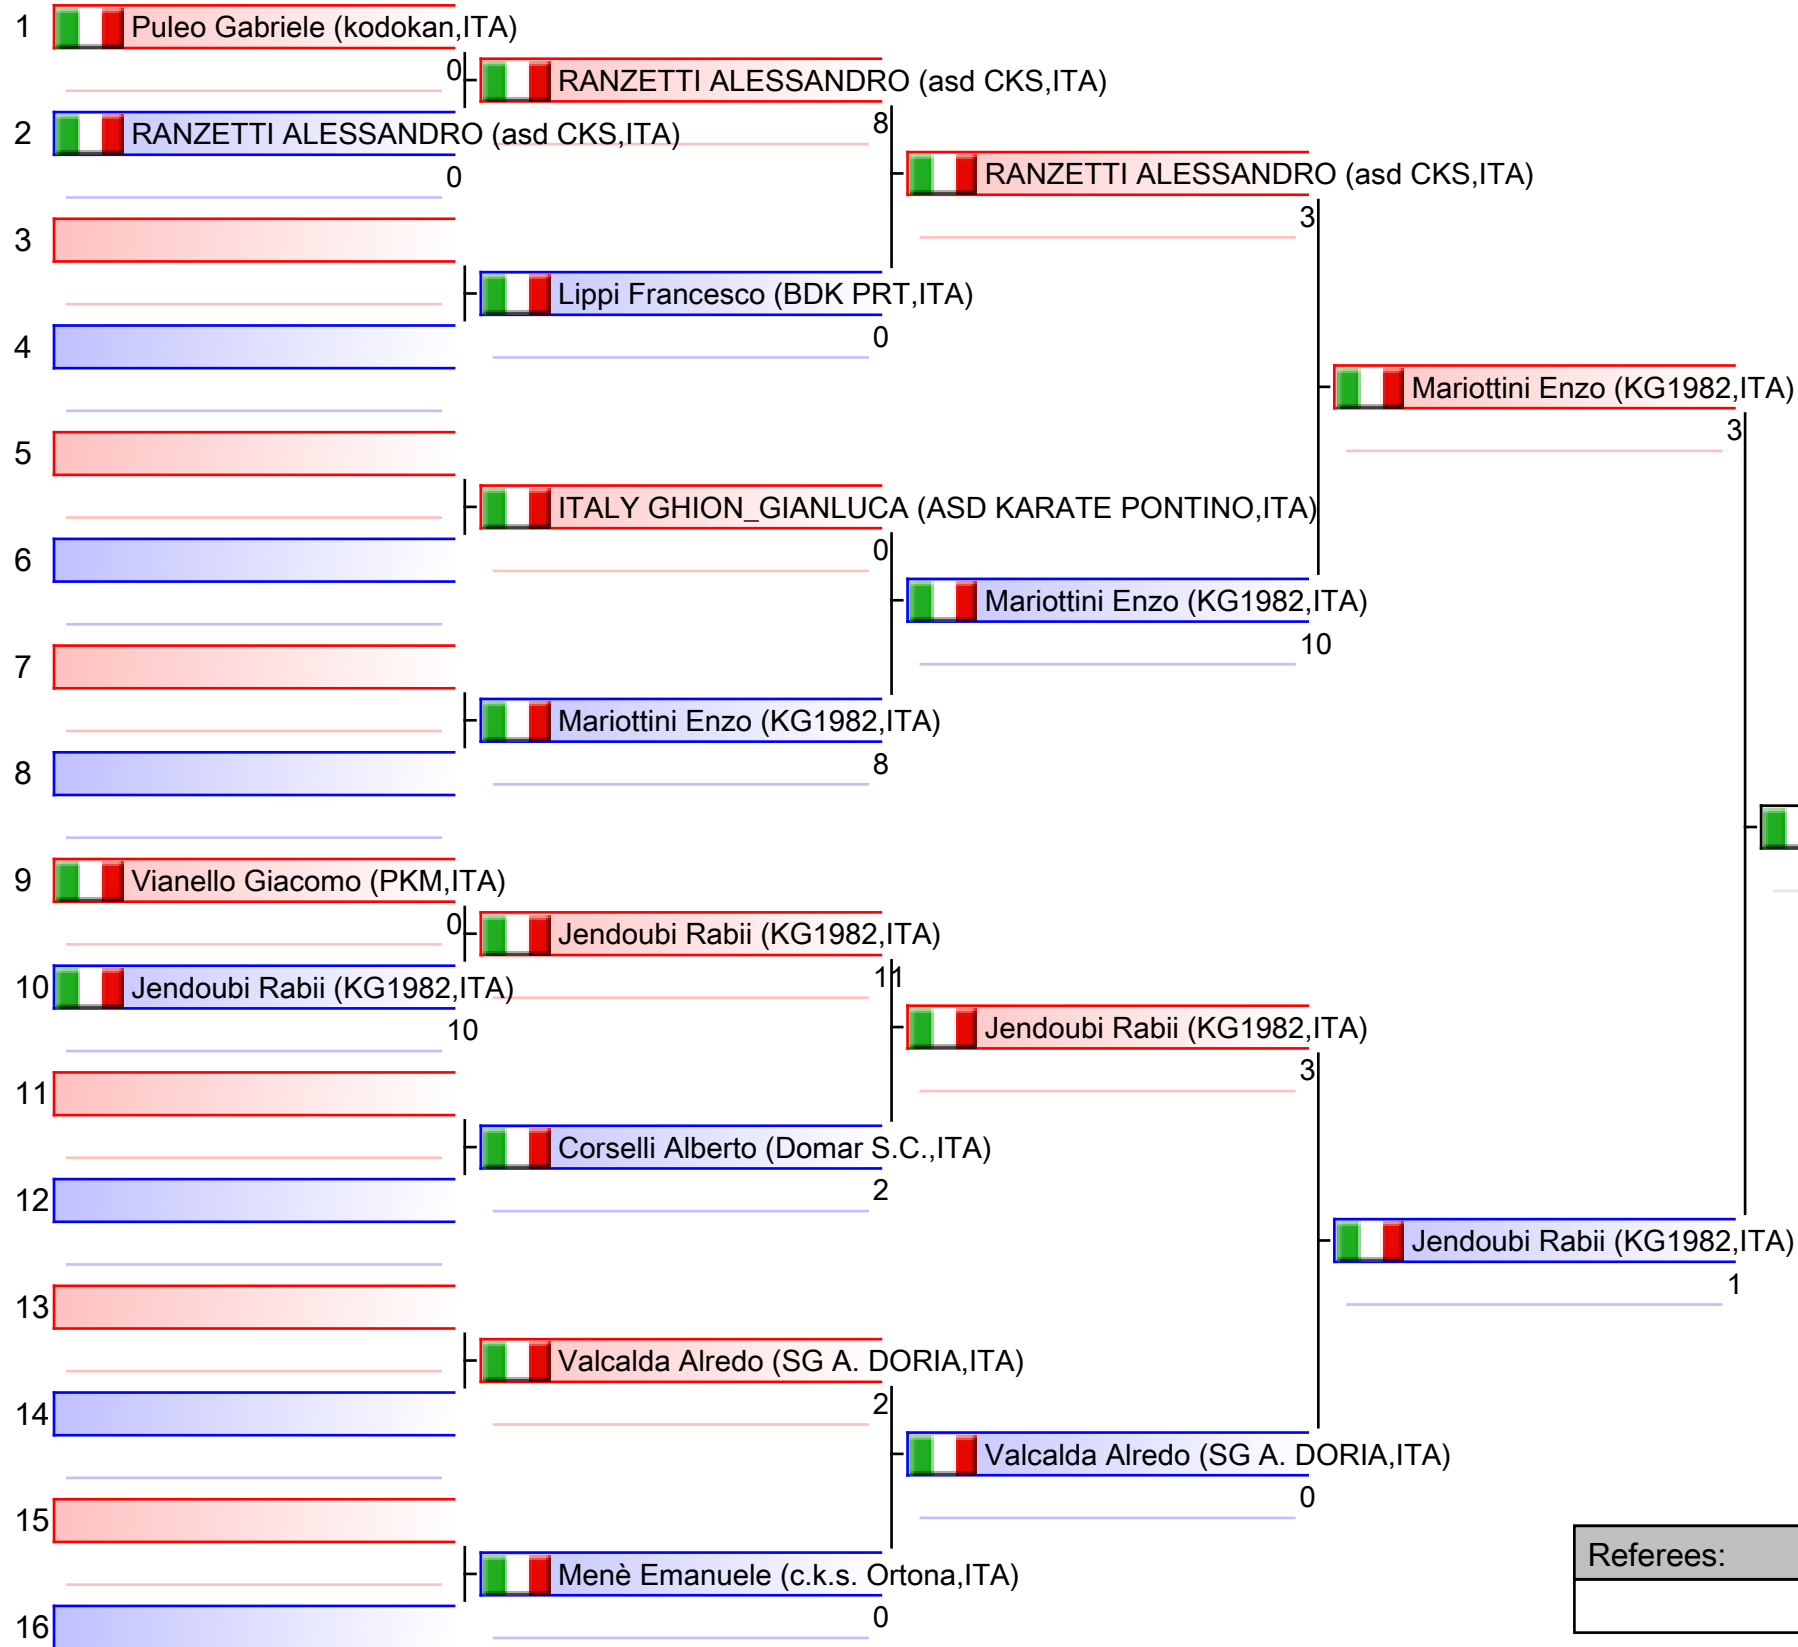 1 Puleo Gabriele (kodokan,ITA)
0
RANZETTI ALESSANDRO (asd CKS,ITA)
8
2 RANZETTI ALESSANDRO (asd CKS,ITA)
0
RANZETTI ALESSANDRO (asd CKS,ITA)
3
3
Lippi Francesco (BDK PRT,ITA)
0
4
Mariottini Enzo (KG1982,ITA)
3
5
ITALY GHION_GIANLUCA (ASD KARATE PONTINO,ITA)
0
6
Mariottini Enzo (KG1982,ITA)
10
7
Mariottini Enzo (KG1982,ITA)
8
8
9 Vianello Giacomo (PKM,ITA)
0
Jendoubi Rabii (KG1982,ITA)
11
10 Jendoubi Rabii (KG1982,ITA)
10
Jendoubi Rabii (KG1982,ITA)
3
11
Corselli Alberto (Domar S.C.,ITA)
2
12
Jendoubi Rabii (KG1982,ITA)
1
13
Valcalda Alredo (SG A. DORIA,ITA)
2
14
Valcalda Alredo (SG A. DORIA,ITA)
0
15
Menè Emanuele (c.k.s. Ortona,ITA)
0
16
Referees: